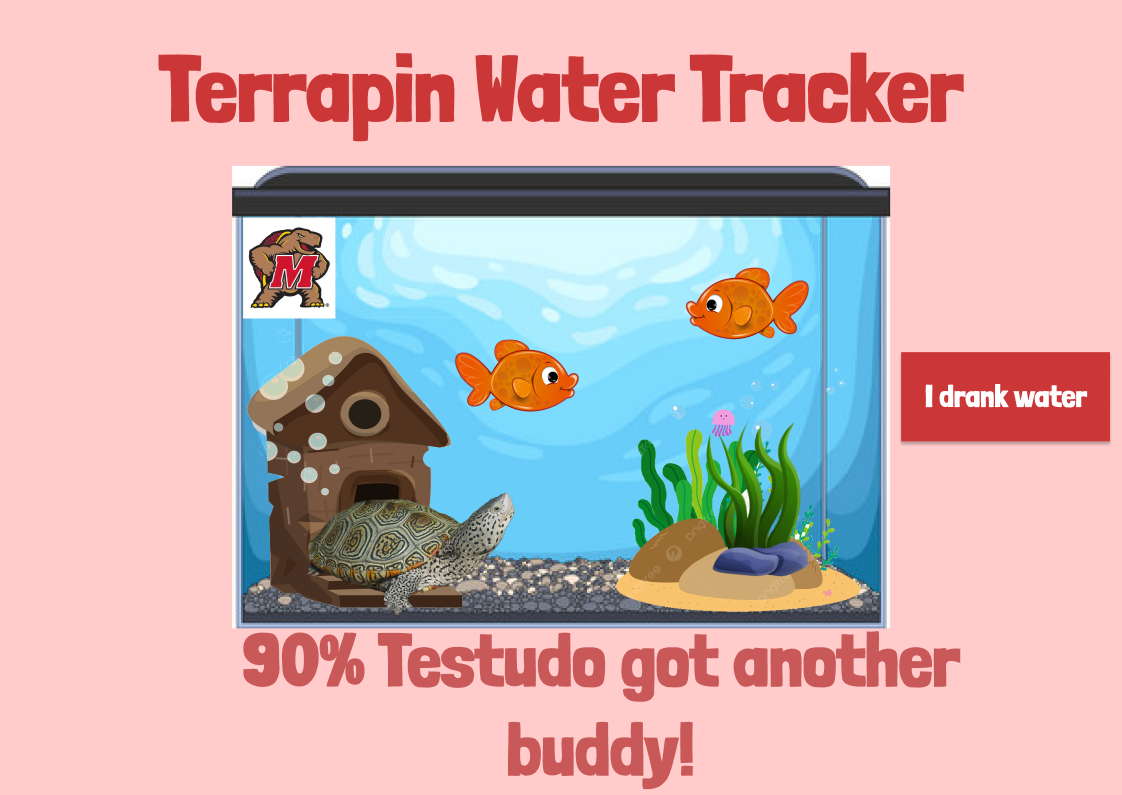 Terrapin Water Tracker
M
I drank water
90% Testudo got another
buddy!